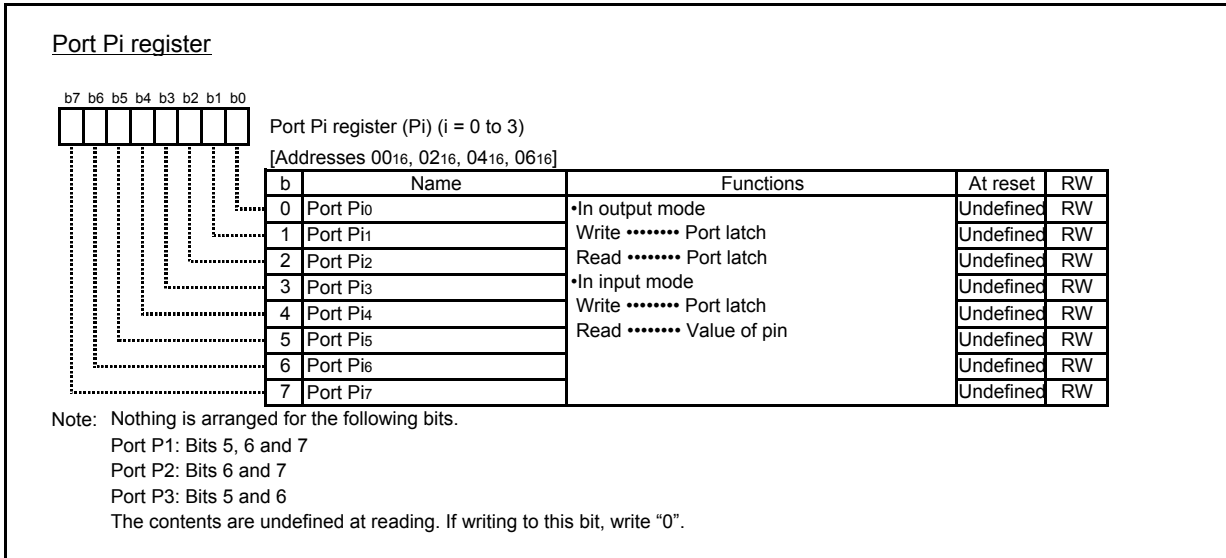 Port Pi register
b7 b6 b5 b4 b3 b2 b1 b0
Port Pi register (Pi) (i = 0 to 3)
[Addresses 0016, 0216, 0416, 0616]
b Name Functions At reset RW
0 Port Pi0 •In output mode Undefined RW
1 Port Pi1 Write •••••••• Port latch Undefined RW
2 Port Pi2 Read •••••••• Port latch Undefined RW
3 Port Pi3 •In input mode Undefined RW
4 Port Pi4 Write •••••••• Port latch Undefined RW
5 Port Pi5 Read •••••••• Value of pin Undefined RW
6 Port Pi6 Undefined RW
7 Port Pi7 Undefined RW
Note: Nothing is arranged for the following bits.
Port P1: Bits 5, 6 and 7
Port P2: Bits 6 and 7
Port P3: Bits 5 and 6
The contents are undefined at reading. If writing to this bit, write “0”.